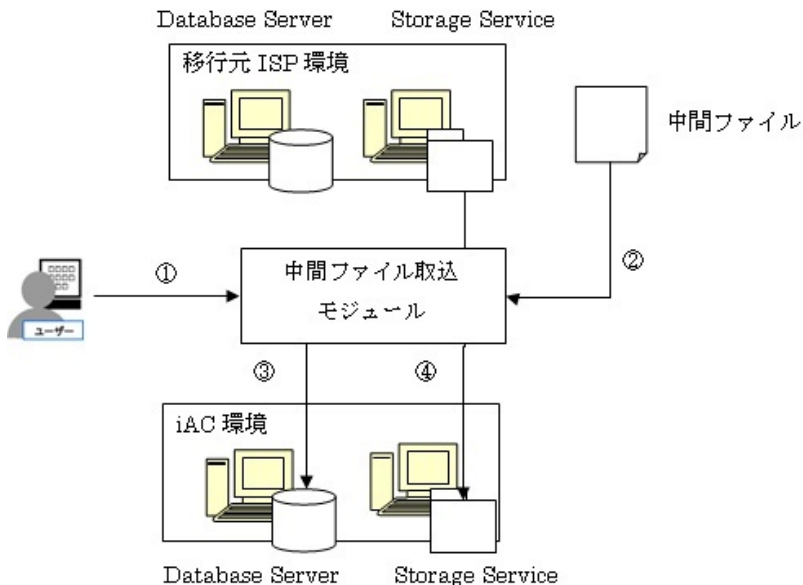 Database Server
Storage Service
移行元 ISP 環境
中間ファイル
①
中間ファイル取込
モジュール
②
ユーザー
③
④
iAC 環境
Database Server
Storage Service